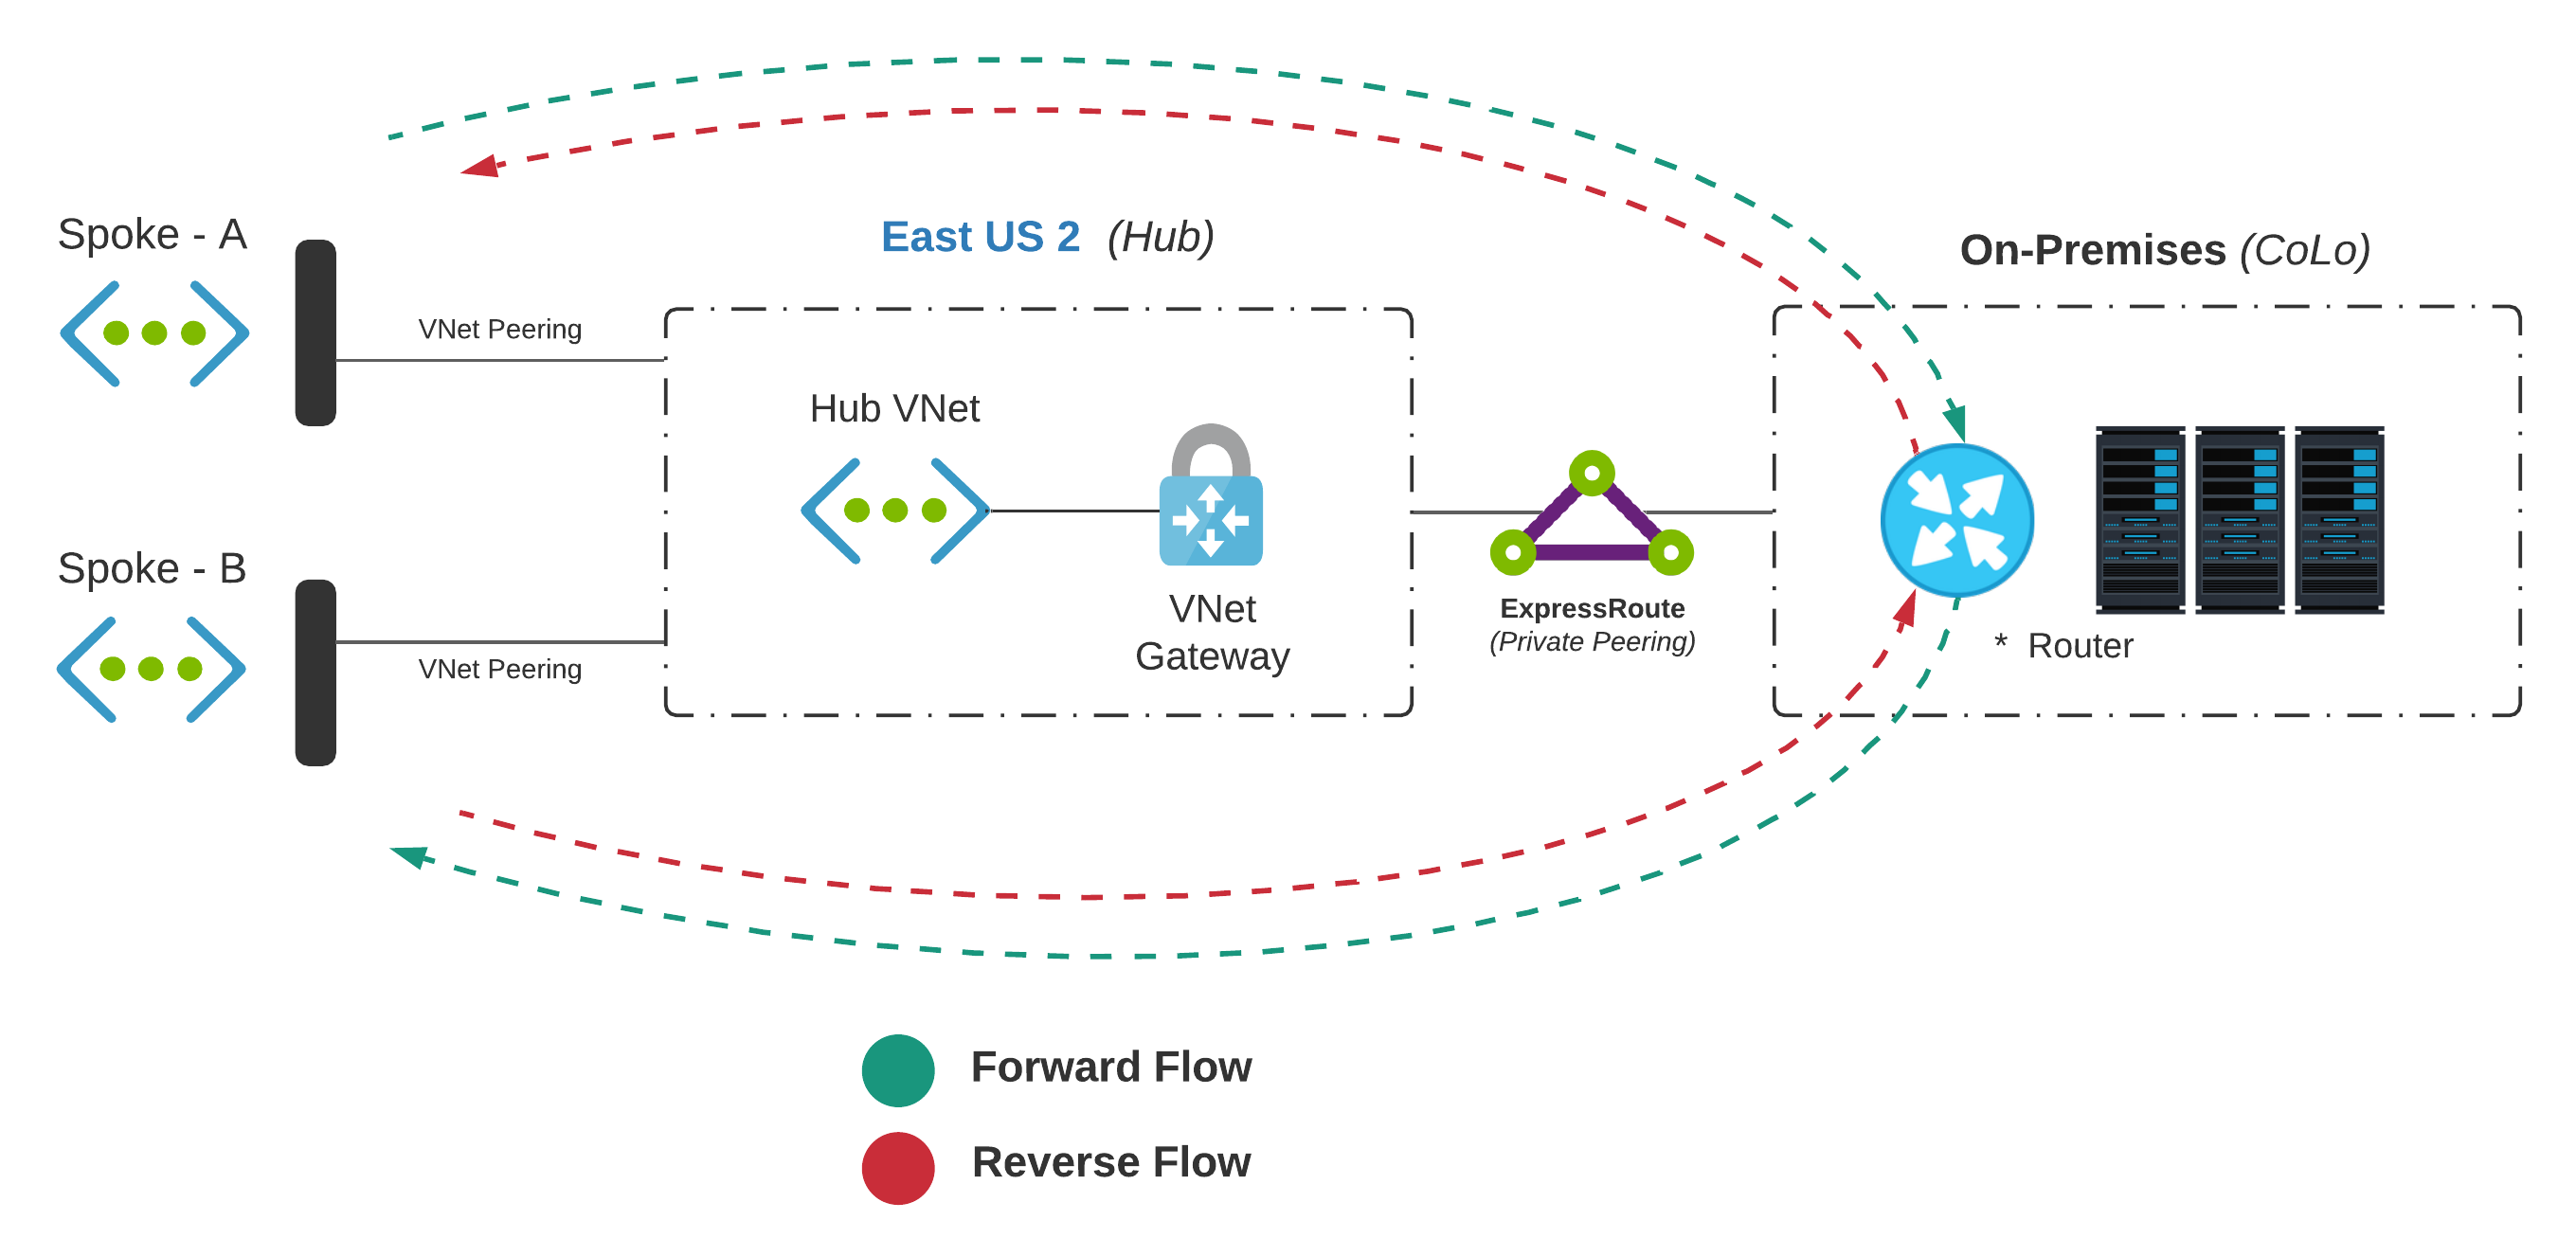 Spoke - A
East US 2 (Hub)
On-Premises (CoLo)
VNet Peering
Hub VNet
Spoke - B
VNet Peering
VNet
Gateway
ExpressRoute
(Private Peering)
* Router
Forward Flow
Reverse Flow